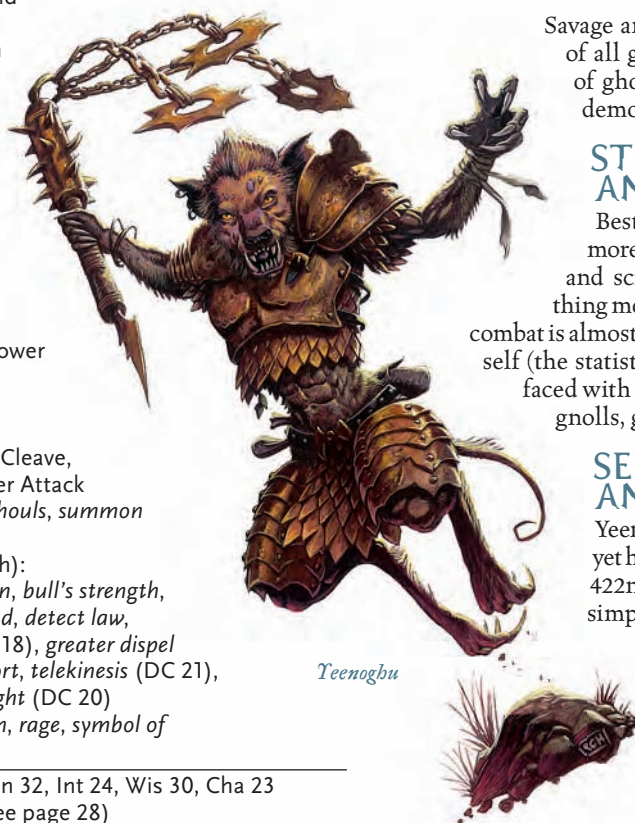 ower
Cleave,
er Attack
houls, summon
h):
n, bull's strength,
d, detect law,
18), greater dispel
ort, telekinesis (DC 21),
ght (DC 20)
n, rage, symbol of
n 32, Int 24, Wis 30, Cha 23
ee page 28)
Yeenoghu
RCH
Savage ar
of all g
of gho
demo
ST
AN
Best
more
and sc
thing mo
combat is almost
self (the statist
faced with
gnolls, g
SE
AN
Yeer
yet h
422n
simp